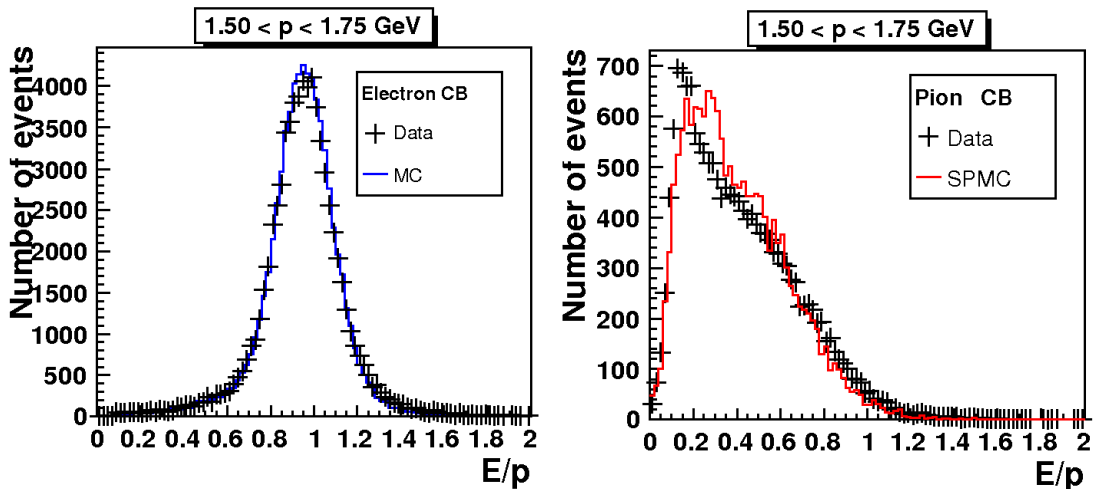 1.50 < p < 1.75 GeV
Number of events
4000
3500
3000
2500
2000
1500
1000
500
0
Electron CB
Data
MC
0 0.2 0.4 0.6 0.8 1 1.2 1.4 1.6 1.8 2
E/p
1.50 < p < 1.75 GeV
Number of events
700
600
500
400
300
200
100
0
Pion CB
Data
SPMC
0 0.2 0.4 0.6 0.8 1 1.2 1.4 1.6 1.8 2
E/p